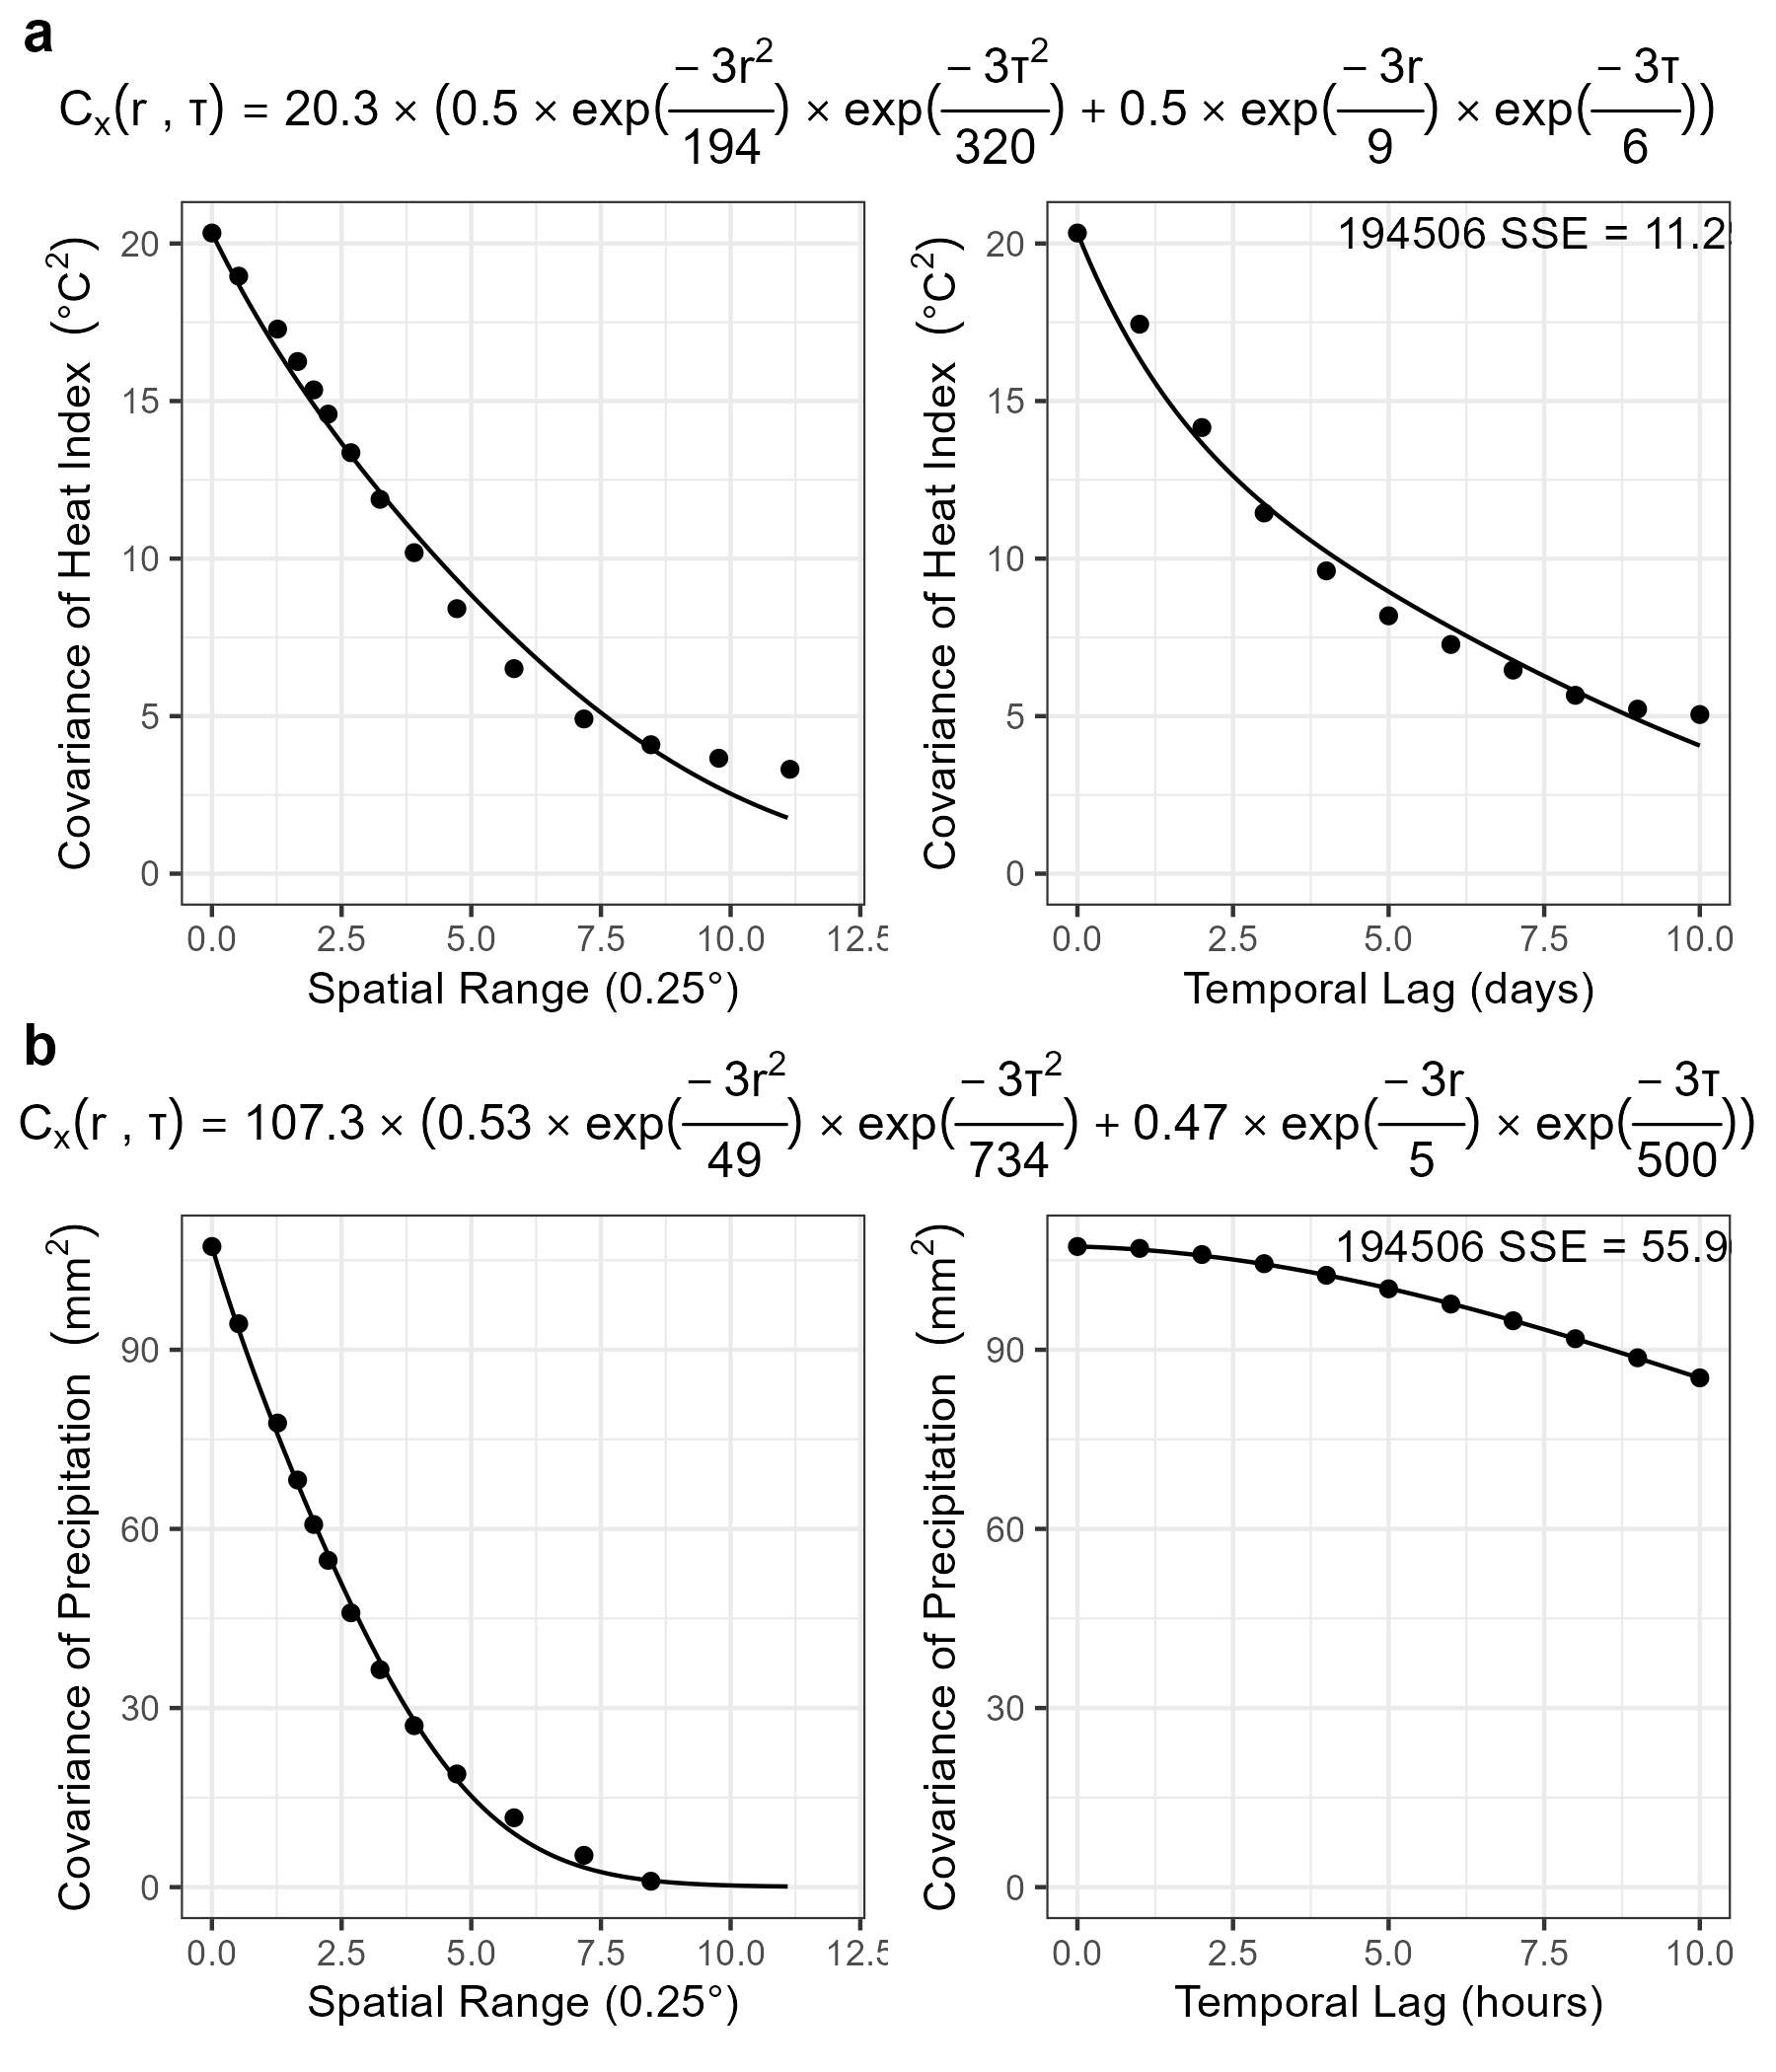 a
Cₓ(r , τ) = 20.3 × (0.5 × exp(− 3r²/194) × exp(− 3τ²/320) + 0.5 × exp(− 3r/9) × exp(− 3τ/6))
Covariance of Heat Index (°C²)
20
15
10
5
0
0.0 2.5 5.0 7.5 10.0 12.5
Spatial Range (0.25°)
194506 SSE = 11.2
Covariance of Heat Index (°C²)
20
15
10
5
0
0.0 2.5 5.0 7.5 10.0
Temporal Lag (days)
b
Cₓ(r , τ) = 107.3 × (0.53 × exp(− 3r²/49) × exp(− 3τ²/734) + 0.47 × exp(− 3r/5) × exp(− 3τ/500))
Covariance of Precipitation (mm²)
90
60
30
0
0.0 2.5 5.0 7.5 10.0 12.5
Spatial Range (0.25°)
194506 SSE = 55.9
Covariance of Precipitation (mm²)
90
60
30
0
0.0 2.5 5.0 7.5 10.0
Temporal Lag (hours)